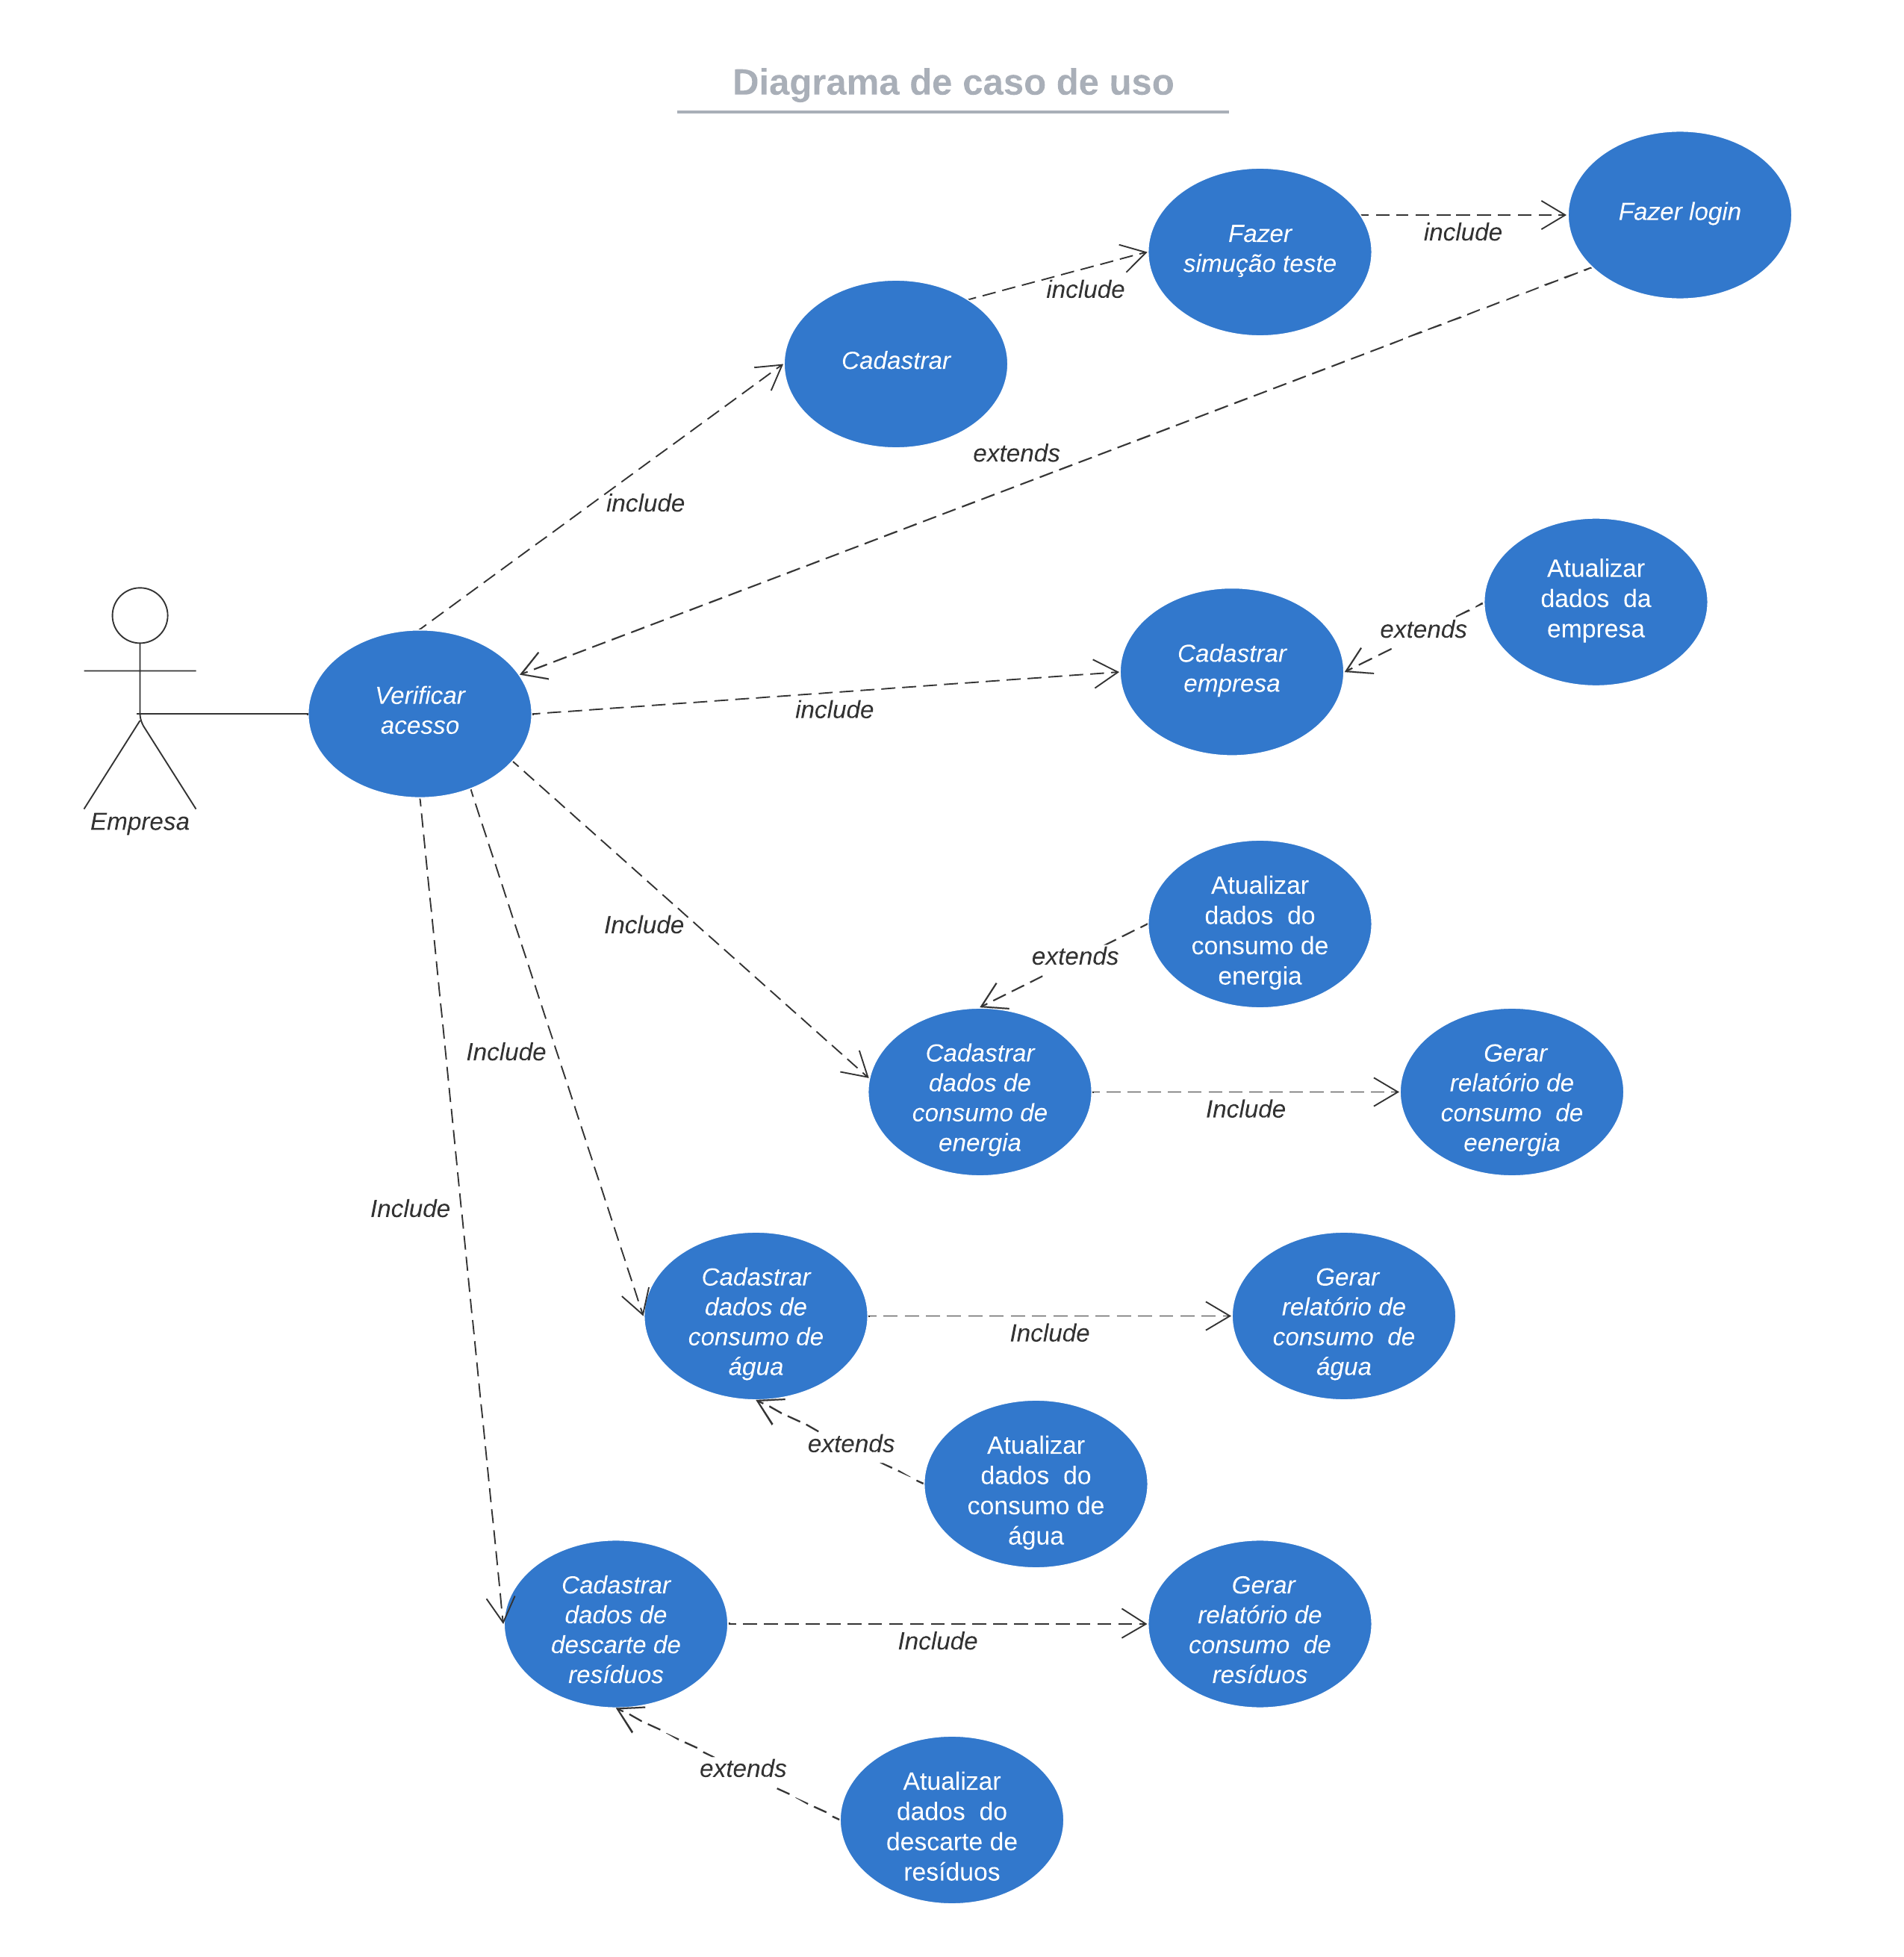 Diagrama de caso de uso
Fazer login
Fazer
simução teste
include
include
Cadastrar
extends
include
Atualizar
dados  da
empresa
extends
Cadastrar
empresa
include
Verificar
acesso
Empresa
Atualizar
dados  do
consumo de
energia
Include
extends
Cadastrar
dados de
consumo de
energia
Include
Gerar
relatório de
consumo  de
eenergia
Include
Include
Cadastrar
dados de
consumo de
água
Include
Gerar
relatório de
consumo  de
água
extends
Atualizar
dados  do
consumo de
água
Cadastrar
dados de
descarte de
resíduos
Include
Gerar
relatório de
consumo  de
resíduos
extends
Atualizar
dados  do
descarte de
resíduos